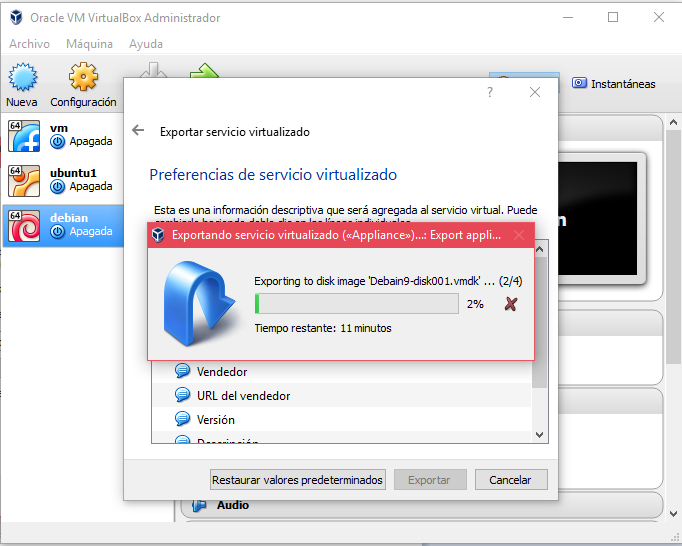 Oracle VM VirtualBox Administrador
Archivo Máquina Ayuda
Nueva
Configuración
Instantáneas
64
vm
Apagada
64
ubuntu1
Apagada
64
debian
Apagada
?
Exportar servicio virtualizado
Preferencias de servicio virtualizado
Esta es una información descriptiva que será agregada al servicio virtual. Puede
Exportando servicio virtualizado («Appliance»)...: Export appli...
Exporting to disk image 'Debain9-disk001.vmdk' ... (2/4)
2%
Tiempo restante: 11 minutos
Vendedor
URL del vendedor
Versión
Descripción
Restaurar valores predeterminados
Exportar
Cancelar
Audio